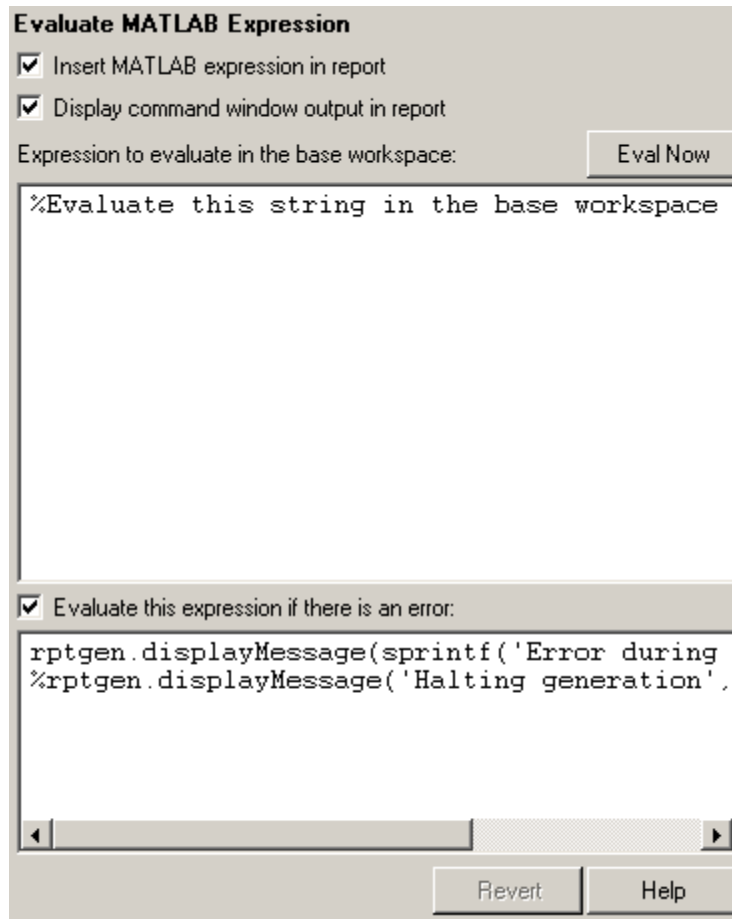 Evaluate MATLAB Expression
Insert MATLAB expression in report
Display command window output in report
Expression to evaluate in the base workspace:
Eval Now
%Evaluate this string in the base workspace
Evaluate this expression if there is an error:
rptgen.displayMessage(sprintf('Error during
%rptgen.displayMessage('Halting generation',
Revert
Help